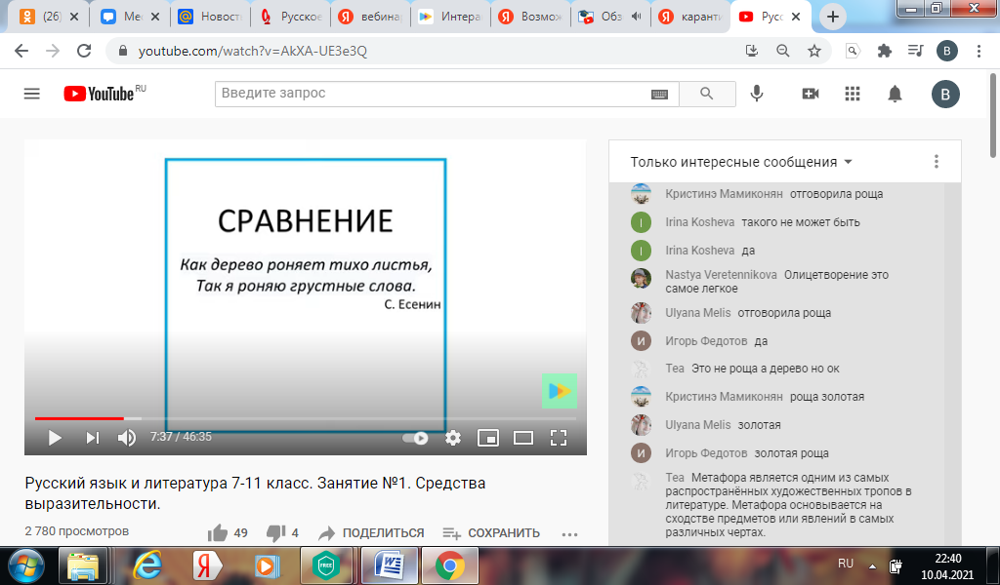 (26)
Ме
Новост
Русское
вебинар
Интера
Возмож
Обз
каранти
Русс
youtube.com/watch?v=AkXA-UE3e3Q
B
YouTube RU
Введите запрос
B
СРАВНЕНИЕ
Как дерево роняет тихо листья,
Так я роняю грустные слова.
С. Есенин
7:37 / 46:35
Русский язык и литература 7-11 класс. Занятие №1. Средства
выразительности.
2 780 просмотров
49
4
ПОДЕЛИТЬСЯ
СОХРАНИТЬ
Только интересные сообщения
Кристинэ Мамиконян отговорила роща
I Irina Kosheva такого не может быть
I Irina Kosheva да
Nastya Veretennikova Олицетворение это
самое легкое
Ulyana Melis отговорила роща
И Игорь Федотов да
Tea Это не роща а дерево но ок
Кристинэ Мамиконян роща золотая
Ulyana Melis золотая
И Игорь Федотов золотая роща
Tea Метафора является одним из самых
распространённых художественных тропов в
литературе. Метафора основывается на
сходстве предметов или явлений в самых
различных чертах.
FREE
RU
22:40
10.04.2021